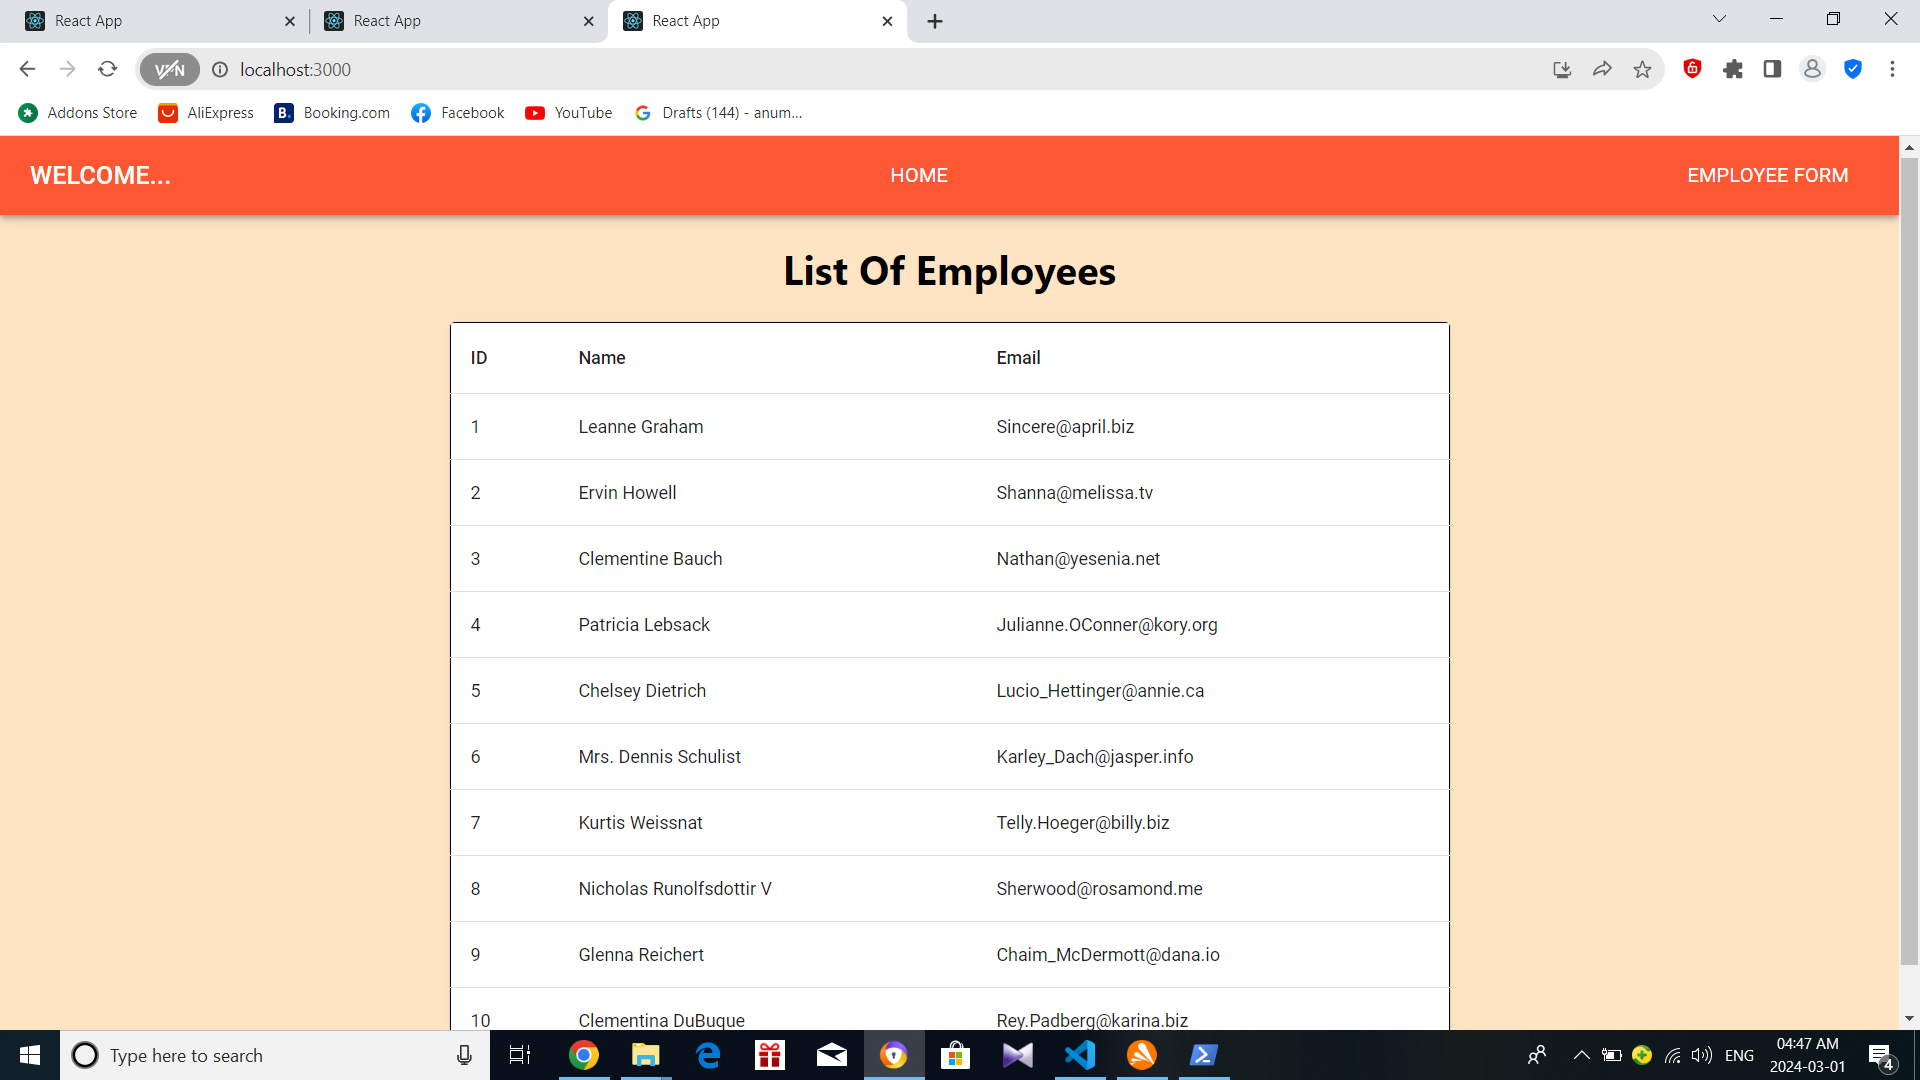 React App React App React App
VPN localhost:3000
Addons Store AliExpress B. Booking.com Facebook YouTube Drafts (144) - anum...
WELCOME... HOME EMPLOYEE FORM
List Of Employees
ID Name Email
1 Leanne Graham Sincere@april.biz
2 Ervin Howell Shanna@melissa.tv
3 Clementine Bauch Nathan@yesenia.net
4 Patricia Lebsack Julianne.OConner@kory.org
5 Chelsey Dietrich Lucio_Hettinger@annie.ca
6 Mrs. Dennis Schulist Karley_Dach@jasper.info
7 Kurtis Weissnat Telly.Hoeger@billy.biz
8 Nicholas Runolfsdottir V Sherwood@rosamond.me
9 Glenna Reichert Chaim_McDermott@dana.io
10 Clementina DuBuque Rey.Padberg@karina.biz
Type here to search ENG 04:47 AM
2024-03-01 4